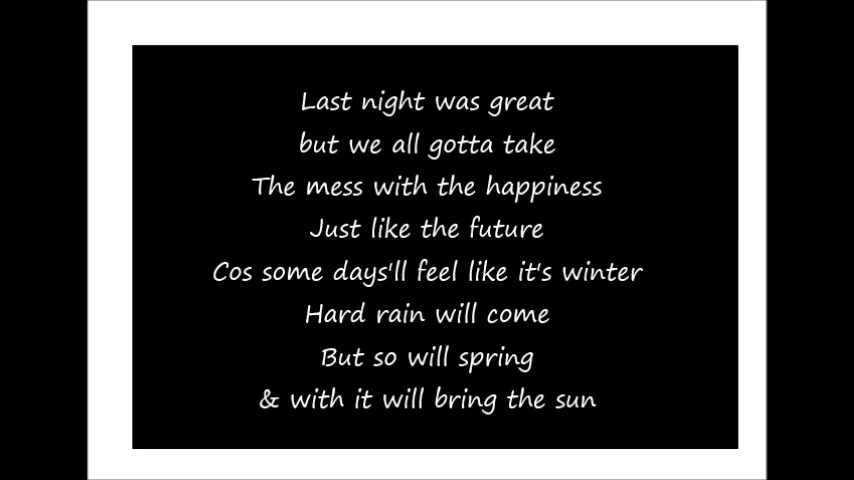 Last night was great
but we all gotta take
The mess with the happiness
Just like the future
Cos some days'll feel like it's winter
Hard rain will come
But so will spring
& with it will bring the sun